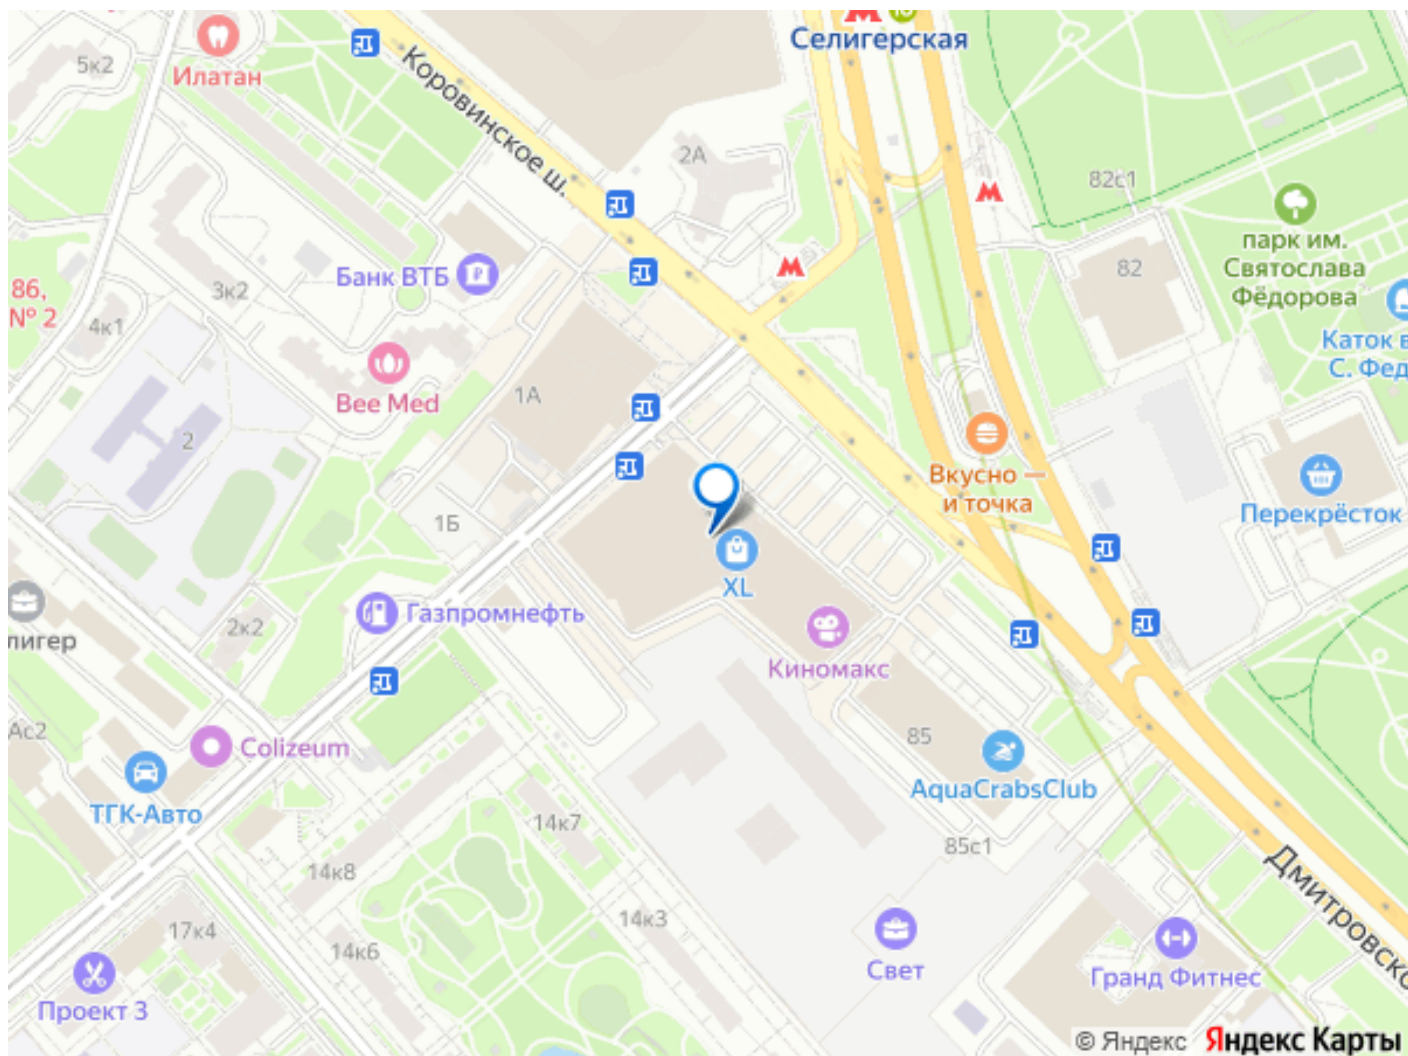 Селигерская
5к2
Илатан
Коровинское ш.
2А
82с1
парк им.
Святослава
Фёдорова
82
Банк ВТБ
3к2
86,
№ 2
4к1
Каток в
С. Фед
Bee Med
1А
2
Вкусно —
и точка
Перекрёсток
1Б
XL
Газпромнефть
2к2
лигер
Киномакс
Ас2
Colizeum
85
AquaCrabsClub
ТГК-Авто
14к7
85с1
14к8
Дмитровско
14к3
17к4
14к6
Свет
Гранд Фитнес
Проект 3
© Яндекс Яндекс Карты